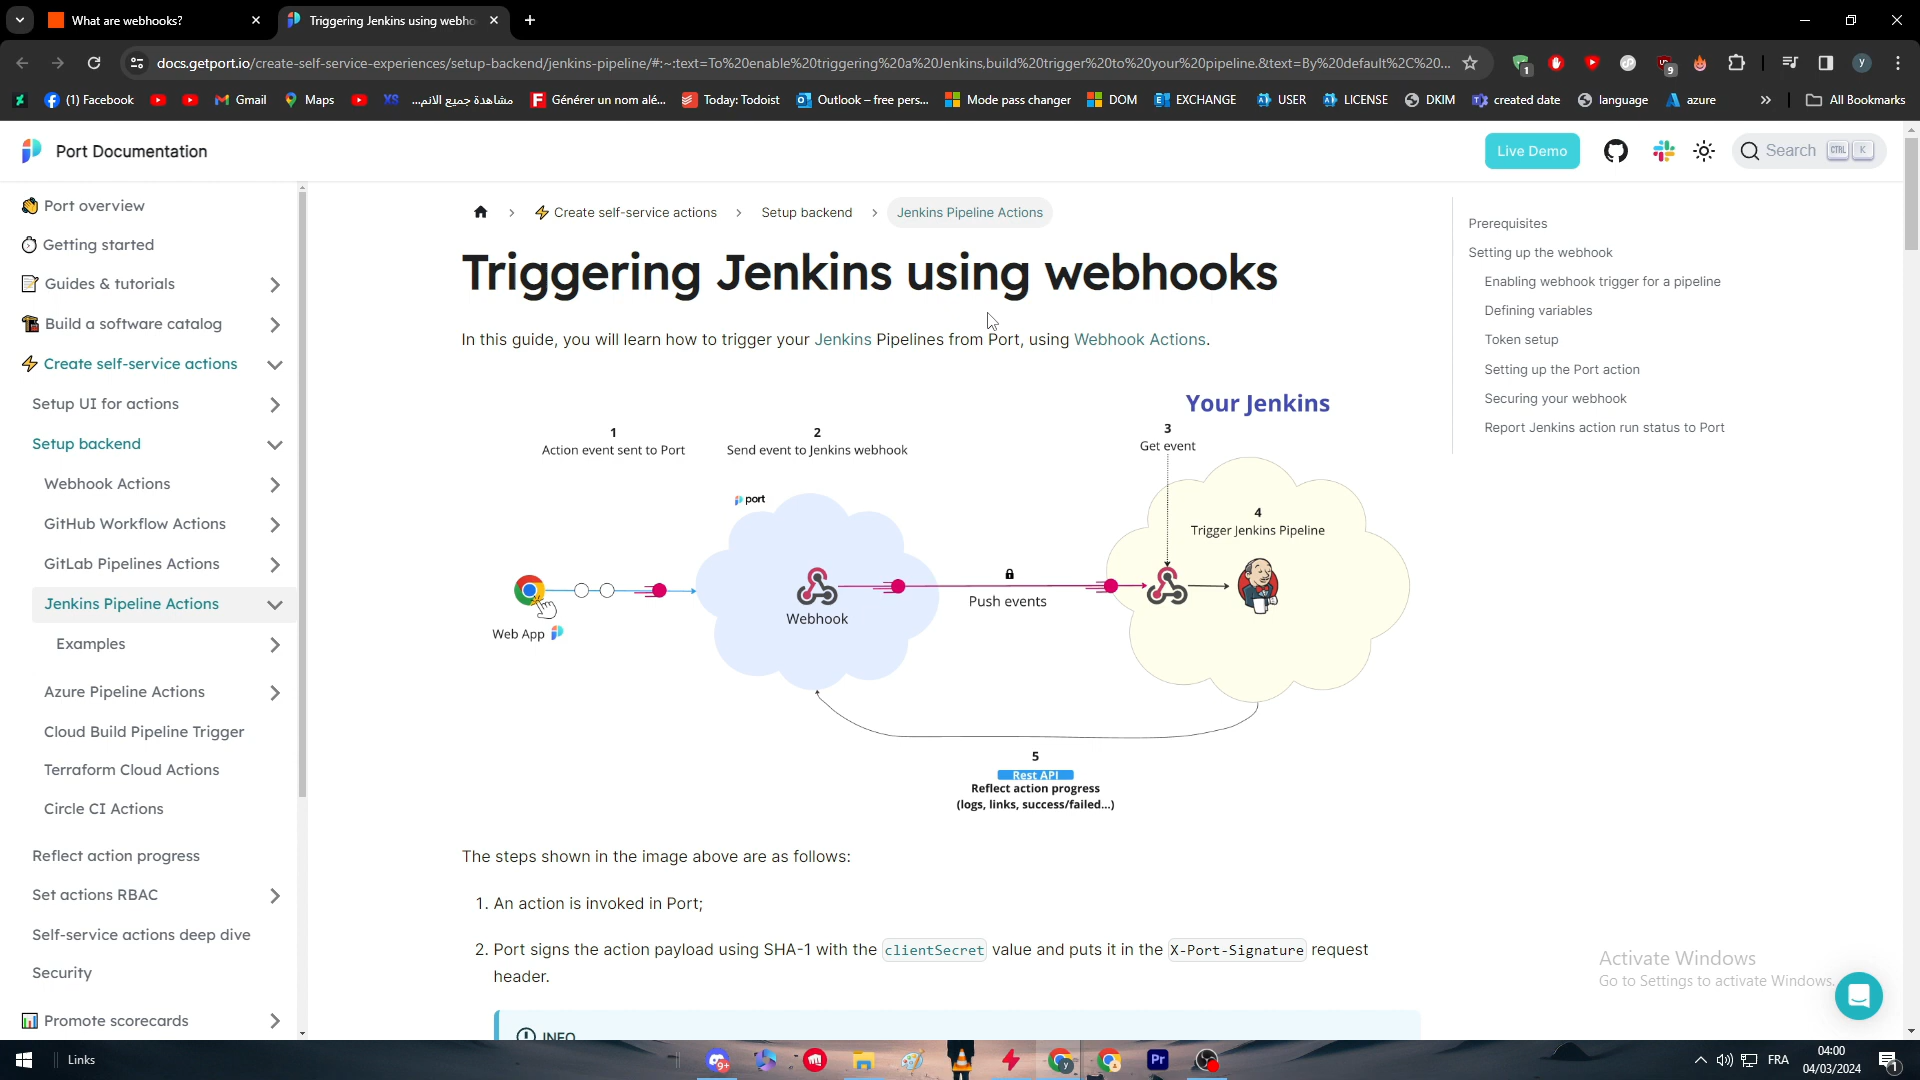 What are webhooks?
Triggering Jenkins using webho
docs.getport.io/create-self-service-experiences/setup-backend/jenkins-pipeline/#:~:text=To%20enable%20triggering%20a%20Jenkins,build%20trigger%20to%20your%20pipeline.&text=By%20default%2C%20...
1
9
y
(1) Facebook
Gmail
Maps
XS
مشاهدة جميع الانم...
Générer un nom alé...
Today: Todoist
Outlook – free pers...
Mode pass changer
DOM
EXCHANGE
USER
LICENSE
DKIM
created date
language
azure
All Bookmarks
Port Documentation
Live Demo
Search
CTRL
K
Port overview
Getting started
Guides & tutorials
Build a software catalog
Create self-service actions
Setup UI for actions
Setup backend
Webhook Actions
GitHub Workflow Actions
GitLab Pipelines Actions
Jenkins Pipeline Actions
Examples
Azure Pipeline Actions
Cloud Build Pipeline Trigger
Terraform Cloud Actions
Circle CI Actions
Reflect action progress
Set actions RBAC
Self-service actions deep dive
Security
Promote scorecards
Create self-service actions
Setup backend
Jenkins Pipeline Actions
Triggering Jenkins using webhooks
In this guide, you will learn how to trigger your Jenkins Pipelines from Port, using Webhook Actions.
Your Jenkins
1
Action event sent to Port
2
Send event to Jenkins webhook
3
Get event
port
4
Trigger Jenkins Pipeline
Web App
Webhook
Push events
5
Rest API
Reflect action progress
(logs, links, success/failed...)
The steps shown in the image above are as follows:
1. An action is invoked in Port;
2. Port signs the action payload using SHA-1 with the clientSecret value and puts it in the X-Port-Signature request
header.
INFO
Prerequisites
Setting up the webhook
Enabling webhook trigger for a pipeline
Defining variables
Token setup
Setting up the Port action
Securing your webhook
Report Jenkins action run status to Port
Activate Windows
Go to Settings to activate Windows.
Links
9+
Pr
FRA
04:00
04/03/2024
1